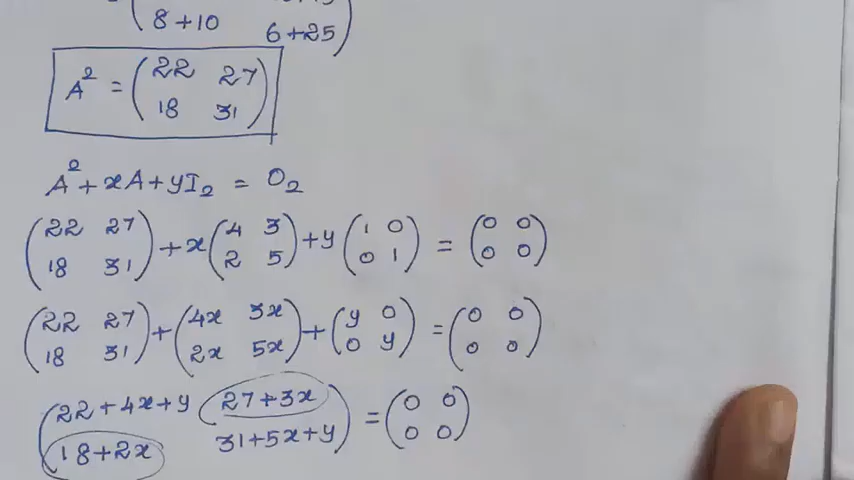 8+10 6+25
A² = (22 27
18 31)
A² + xA + yI₂ = O₂
(22 27
18 31) + x(4 3
2 5) + y(1 0
0 1) = (0 0
0 0)
(22 27
18 31) + (4x 3x
2x 5x) + (y 0
0 y) = (0 0
0 0)
(22+4x+y 27+3x
18+2x 31+5x+y) = (0 0
0 0)